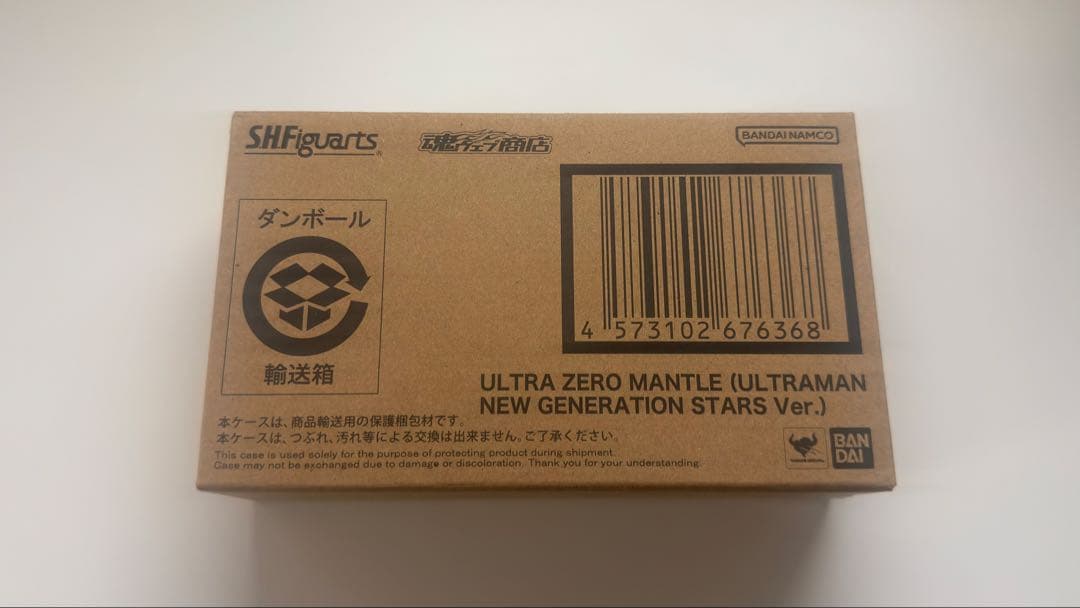 S.H.Figuarts®
魂ウェブ商店
BANDAI NAMCO
ダンボール
輸送箱
4 573102 676368
ULTRA ZERO MANTLE (ULTRAMAN
NEW GENERATION STARS Ver.)
本ケースは、商品輸送用の保護梱包材です。
本ケースは、つぶれ、汚れ等による交換は出来ません。ご了承ください。
This case is used solely for the purpose of protecting product during shipment.
Case may not be exchanged due to damage or discoloration. Thank you for your understanding.
BAN
DAI